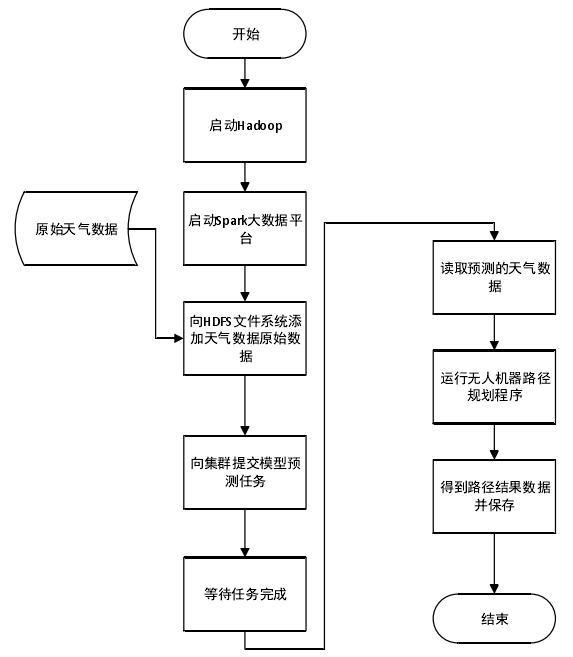 开始
启动Hadoop
启动Spark大数据平
台
原始天气数据
向HDFS文件系统添
加天气数据原始数
据
向集群提交模型预
测任务
等待任务完成
读取预测的天气数
据
运行无人机器路径
规划程序
得到路径结果数据
并保存
结束